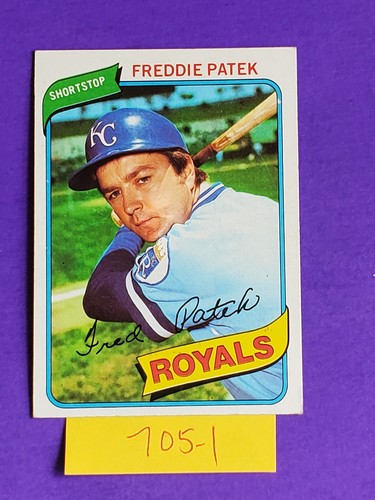 FREDDIE PATEK
SHORTSTOP
KC
Fred Patek
ROYALS
705-1